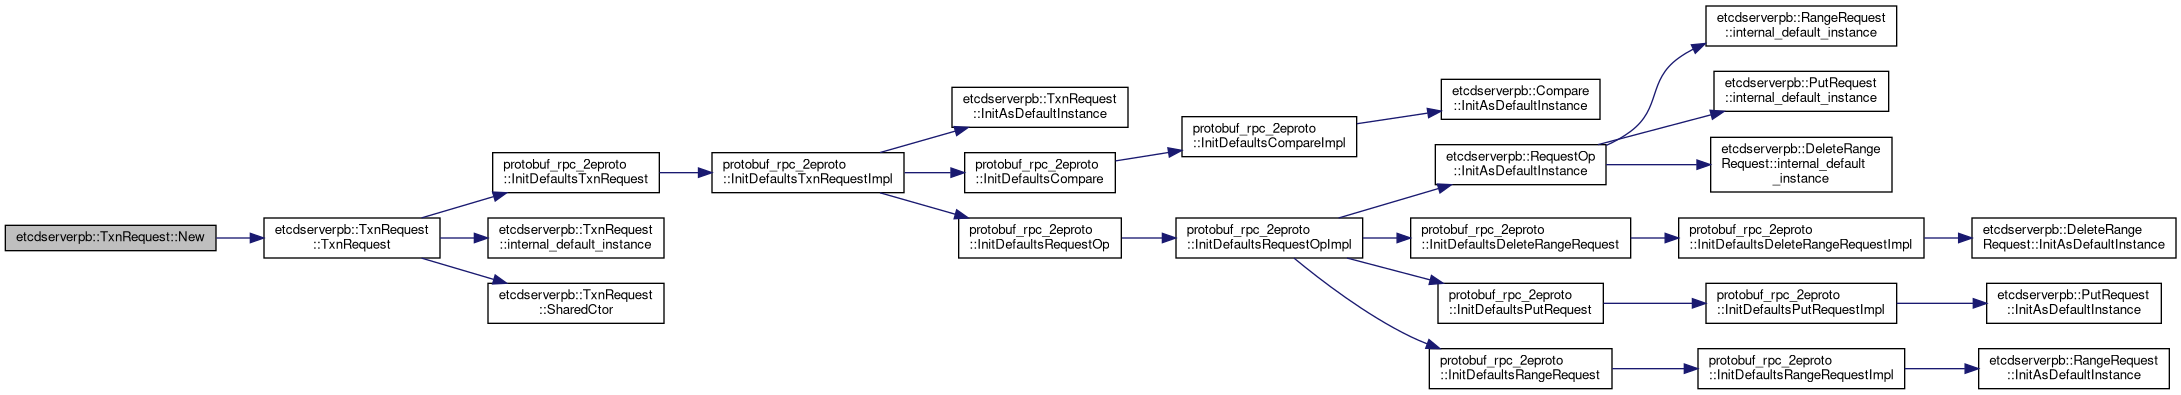 etcdserverpb::TxnRequest::New
etcdserverpb::TxnRequest
::TxnRequest
protobuf_rpc_2eproto
::InitDefaultsTxnRequest
etcdserverpb::TxnRequest
::internal_default_instance
etcdserverpb::TxnRequest
::SharedCtor
protobuf_rpc_2eproto
::InitDefaultsTxnRequestImpl
etcdserverpb::TxnRequest
::InitAsDefaultInstance
protobuf_rpc_2eproto
::InitDefaultsCompare
protobuf_rpc_2eproto
::InitDefaultsRequestOp
protobuf_rpc_2eproto
::InitDefaultsCompareImpl
etcdserverpb::Compare
::InitAsDefaultInstance
protobuf_rpc_2eproto
::InitDefaultsRequestOpImpl
etcdserverpb::RequestOp
::InitAsDefaultInstance
etcdserverpb::RangeRequest
::internal_default_instance
etcdserverpb::PutRequest
::internal_default_instance
etcdserverpb::DeleteRange
Request::internal_default
_instance
protobuf_rpc_2eproto
::InitDefaultsDeleteRangeRequest
protobuf_rpc_2eproto
::InitDefaultsDeleteRangeRequestImpl
etcdserverpb::DeleteRange
Request::InitAsDefaultInstance
protobuf_rpc_2eproto
::InitDefaultsPutRequest
protobuf_rpc_2eproto
::InitDefaultsPutRequestImpl
etcdserverpb::PutRequest
::InitAsDefaultInstance
protobuf_rpc_2eproto
::InitDefaultsRangeRequest
protobuf_rpc_2eproto
::InitDefaultsRangeRequestImpl
etcdserverpb::RangeRequest
::InitAsDefaultInstance